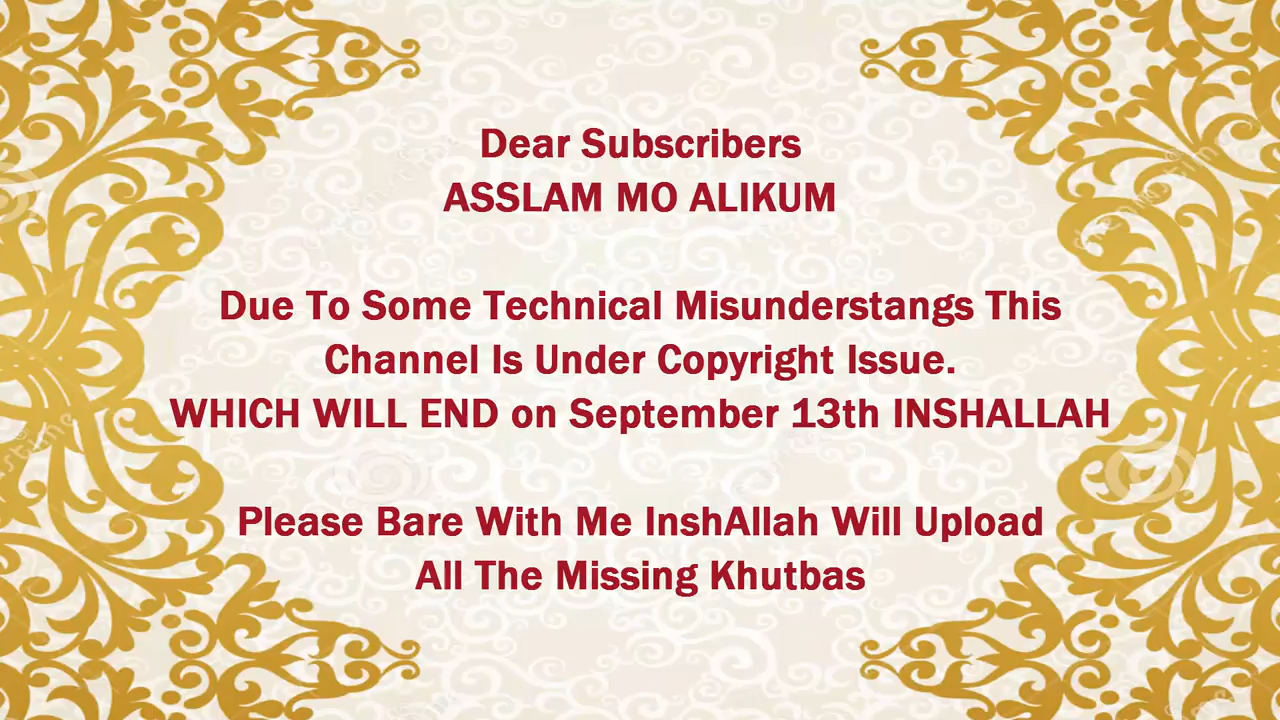 Dear Subscribers
ASSLAM MO ALIKUM
Due To Some Technical Misunderstangs This
Channel Is Under Copyright Issue.
WHICH WILL END on September 13th INSHALLAH
Please Bare With Me InshAllah Will Upload
All The Missing Khutbas